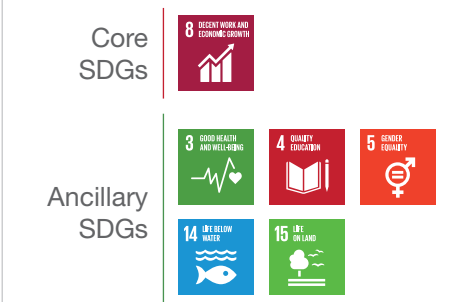 Core
SDGs
8 DECENT WORK AND
ECONOMIC GROWTH
Ancillary
SDGs
3 GOOD HEALTH
AND WELL-BEING
4 QUALITY
EDUCATION
5 GENDER
EQUALITY
14 LIFE BELOW
WATER
15 LIFE
ON LAND